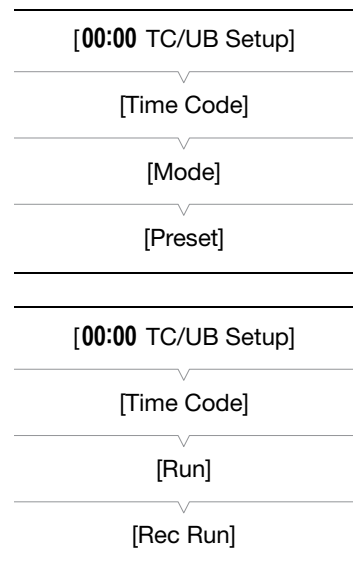 [00:00 TC/UB Setup]
[Time Code]
[Mode]
[Preset]
[00:00 TC/UB Setup]
[Time Code]
[Run]
[Rec Run]